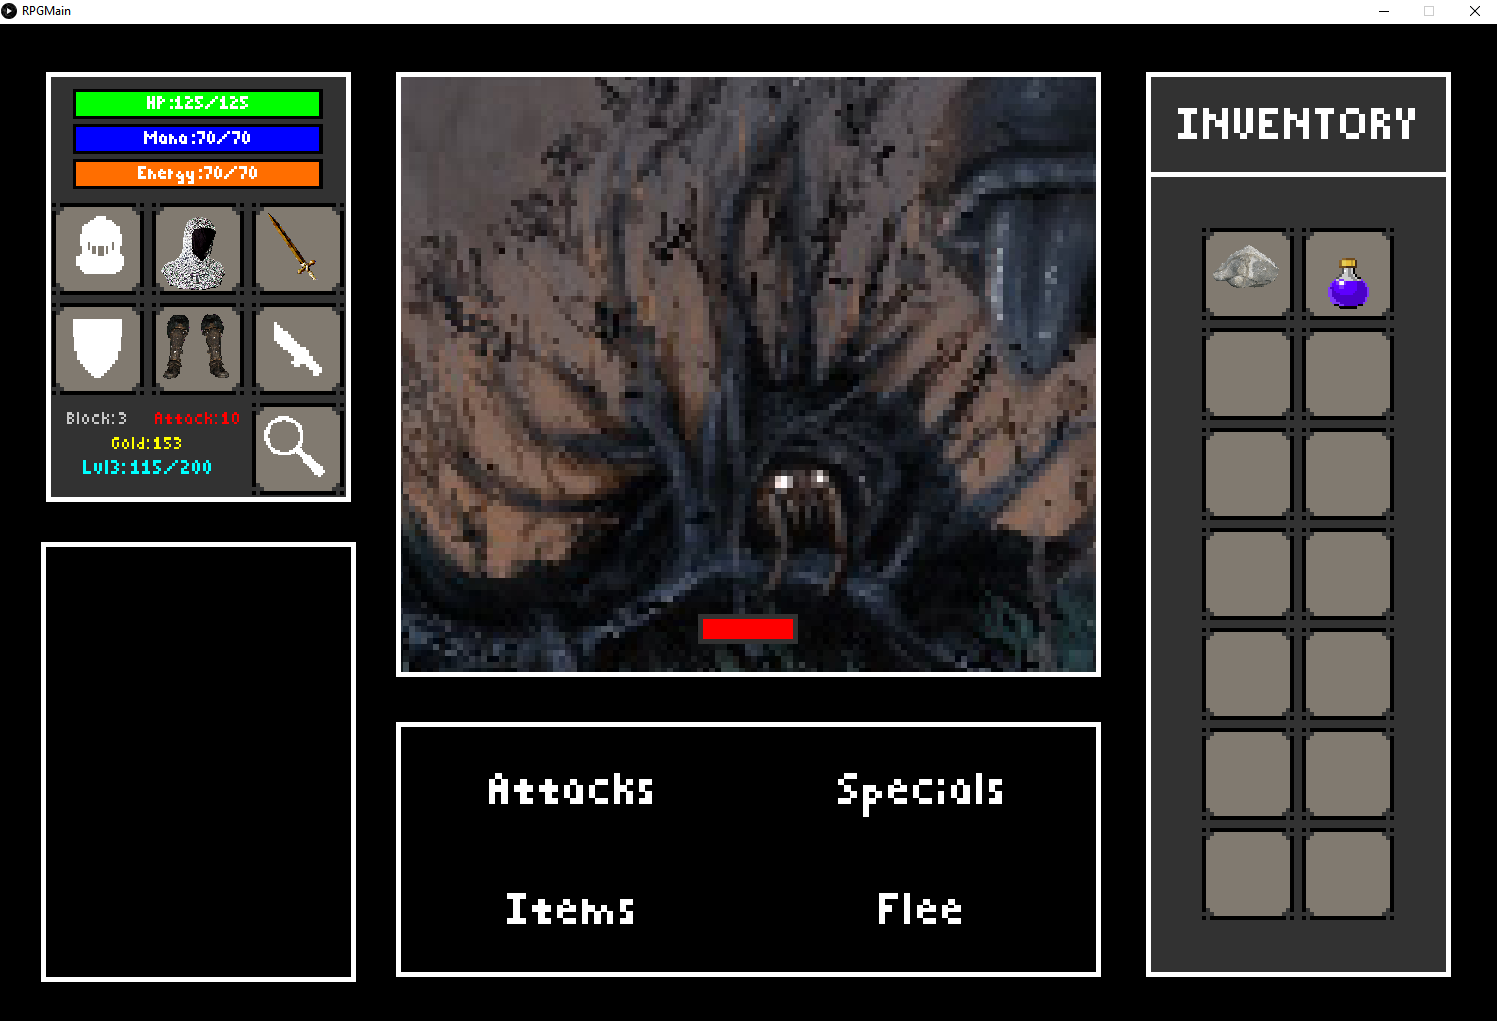 RPGMain
HP:125/125
Mana:70/70
Energy:70/70
Block:3 Attack:10
Gold:153
Lvl3:115/200
Attacks
Specials
Items
Flee
INVENTORY